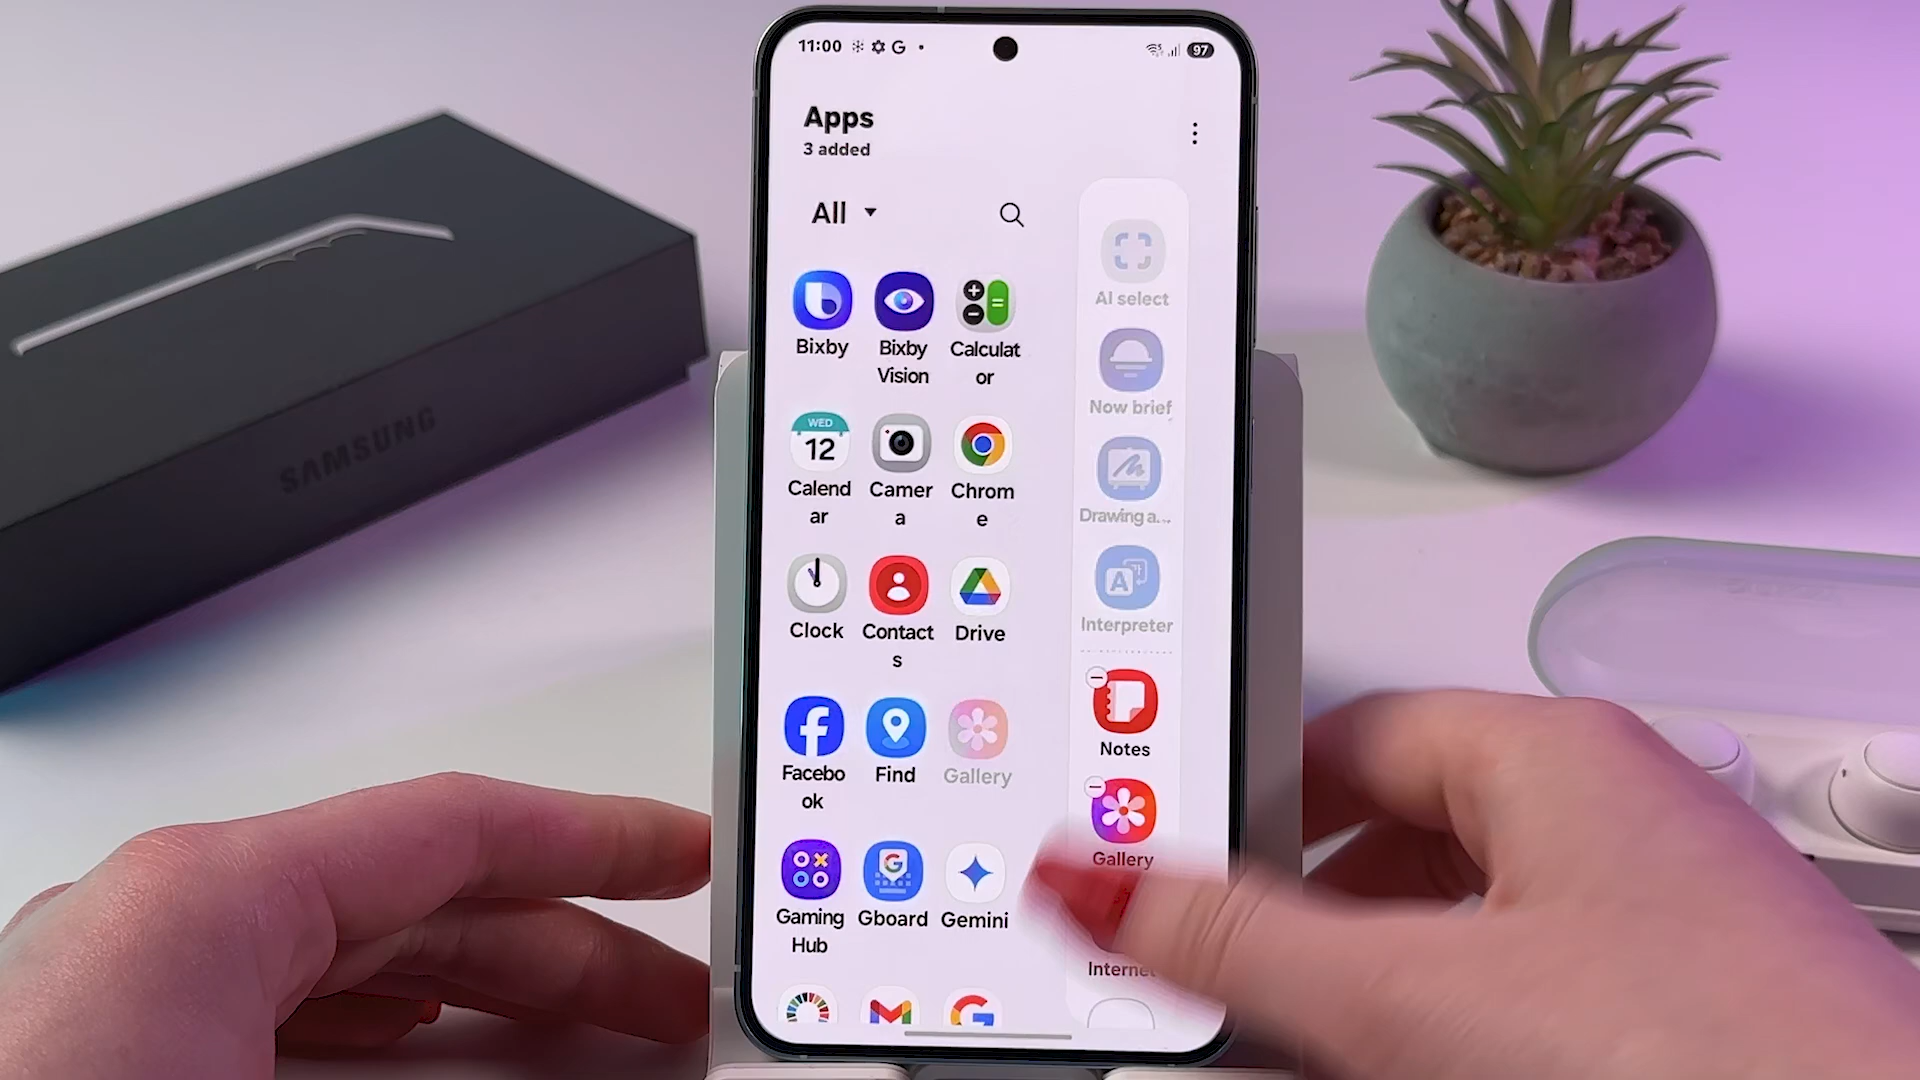 11:00
97
Apps
3 added
All
AI select
Bixby
Bixby
Vision
Calculat
or
Now brief
WED
12
Calend
ar
Camer
a
Chrom
e
Drawing a...
Clock
Contact
s
Drive
A
Interpreter
Notes
Facebo
ok
Find
Gallery
Gallery
Gaming
Hub
Gboard
Gemini
Internet
SAMSUNG